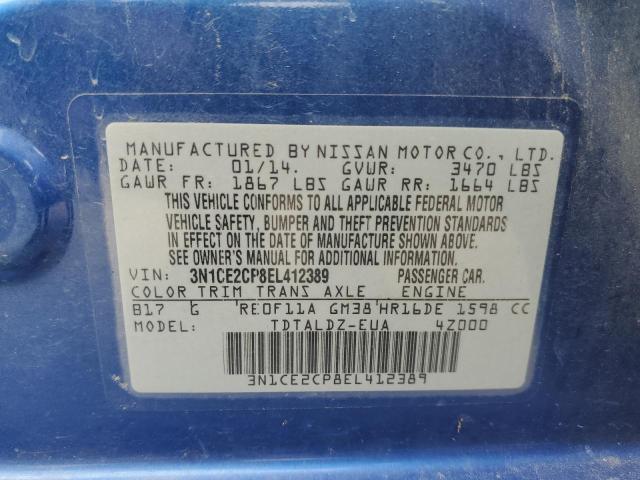 MANUFACTURED BY NISSAN MOTOR CO., LTD.
DATE: 01/14. GVWR: 3470 LBS
GAWR FR: 1867 LBS GAWR RR: 1664 LBS
THIS VEHICLE CONFORMS TO ALL APPLICABLE FEDERAL MOTOR
VEHICLE SAFETY, BUMPER AND THEFT PREVENTION STANDARDS
IN EFFECT ON THE DATE OF MANUFACTURE SHOWN ABOVE.
SEE OWNER'S MANUAL FOR ADDITIONAL INFORMATION
VIN: 3N1CE2CP8EL412389 PASSENGER CAR.
COLOR TRIM TRANS AXLE ENGINE
B17 G RE0F11A GM38 HR16DE 1598 CC
MODEL: TDTALDZ-EUA 4Z000
3N1CE2CP8EL412389